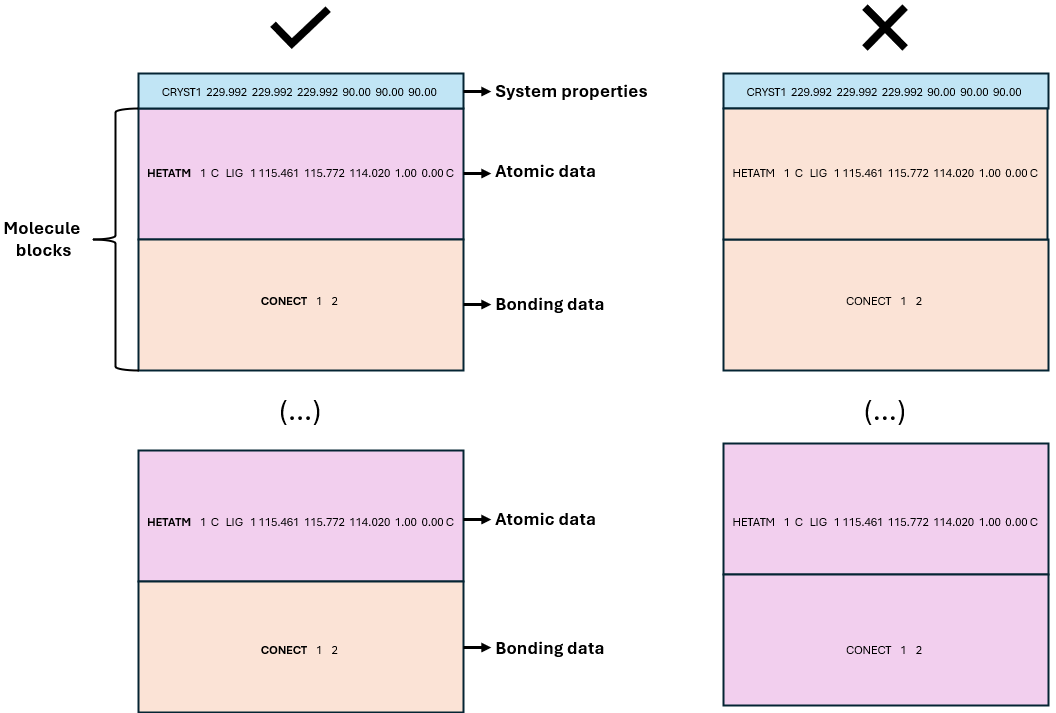 CRYST1 229.992 229.992 229.992 90.00 90.00 90.00
System properties
HETATM 1 C LIG 1 115.461 115.772 114.020 1.00 0.00 C
Atomic data
Molecule
blocks
CONECT 1 2
Bonding data
(...)
HETATM 1 C LIG 1 115.461 115.772 114.020 1.00 0.00 C
Atomic data
CONECT 1 2
Bonding data
CRYST1 229.992 229.992 229.992 90.00 90.00 90.00
HETATM 1 C LIG 1 115.461 115.772 114.020 1.00 0.00 C
CONECT 1 2
(...)
HETATM 1 C LIG 1 115.461 115.772 114.020 1.00 0.00 C
CONECT 1 2